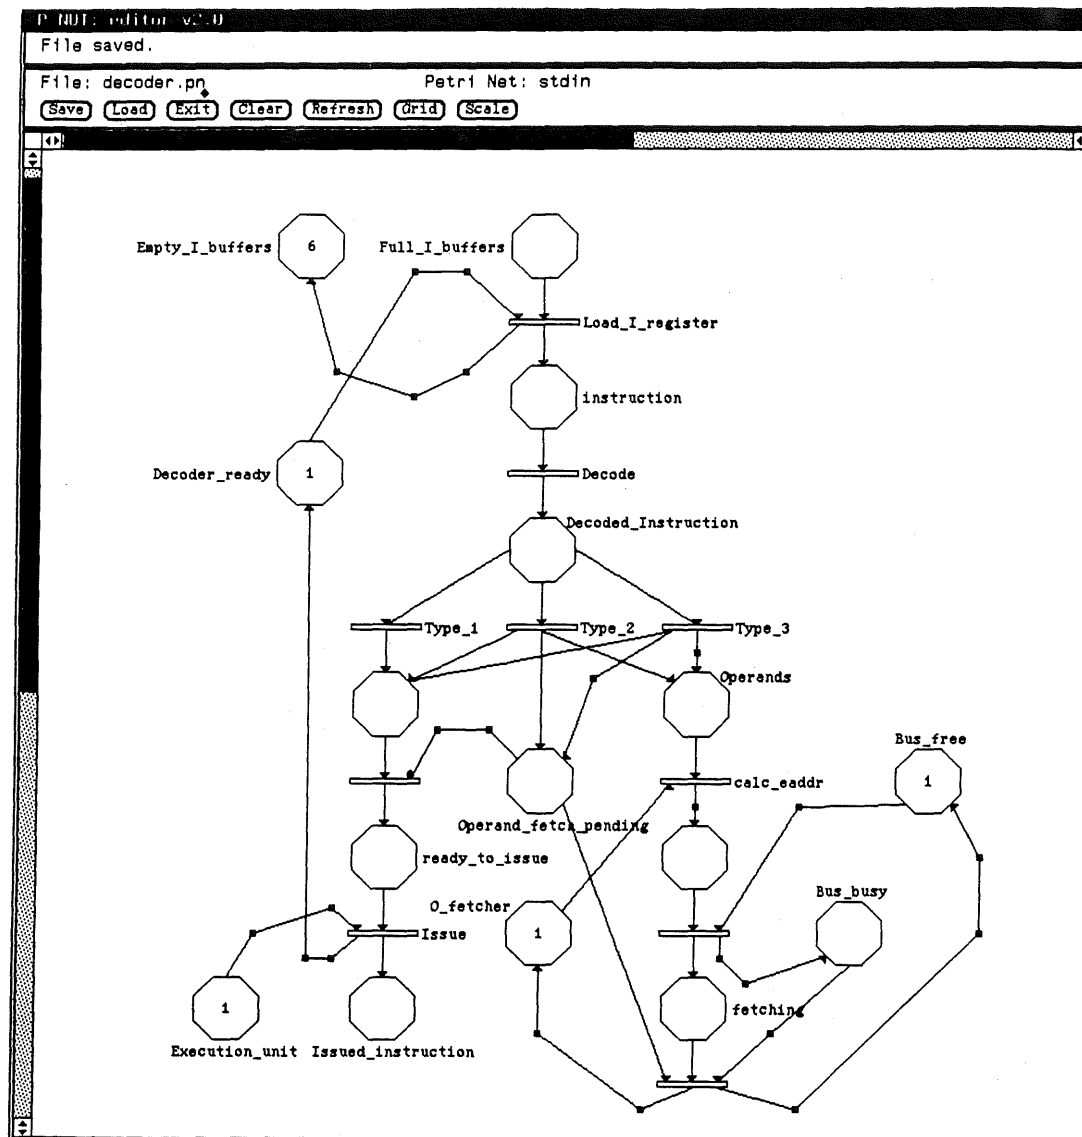 P NUT: editor v2.0
File saved.
File: decoder.pn Petri Net: stdin
Save Load Exit Clear Refresh Grid Scale
Empty_I_buffers 6 Full_I_buffers
Load_I_register
instruction
Decoder_ready 1 Decode
Decoded_Instruction
Type_1 Type_2 Type_3
Operands
Bus_free
calc_eaddr 1
Operand_fetch_pending
ready_to_issue
Bus_busy
O_fetcher
Issue 1
1 fetching
Execution_unit Issued_instruction